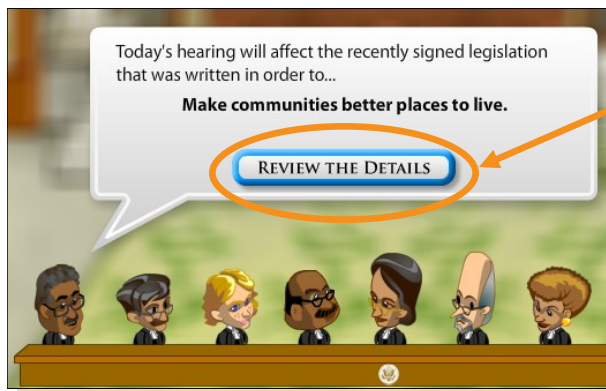 Today's hearing will affect the recently signed legislation
that was written in order to...
Make communities better places to live.
REVIEW THE DETAILS